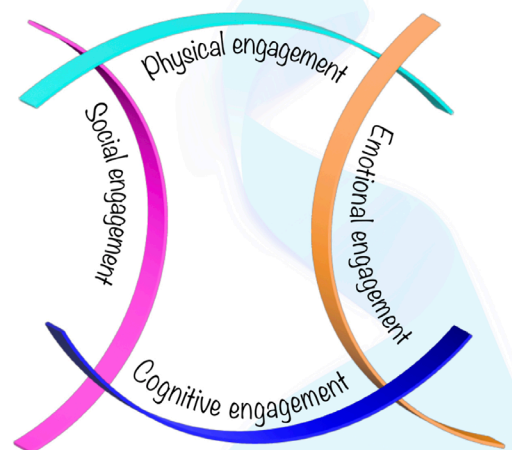 Physical engagement
Social engagement
Emotional engagement
Cognitive engagement